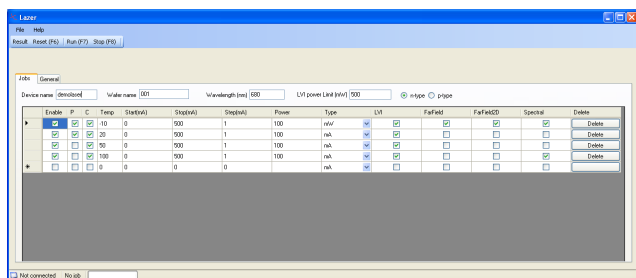 Lazer
File Help
Result Reset (F6) Run (F7) Stop (F8)
Jobs General
Device name demolaser Wafer name 001 Wavelength (nm) 680 LVI power Limit (mW) 500 n-type p-type
Enable P C Temp Start(mA) Stop(mA) Step(mA) Power Type LVI FarField FarField2D Spectral Delete
-10 0 500 1 100 mW Delete
20 0 500 1 100 mA Delete
50 0 500 1 100 mA Delete
100 0 500 1 100 mA Delete
0 0 0 0 mA
Not connected No job